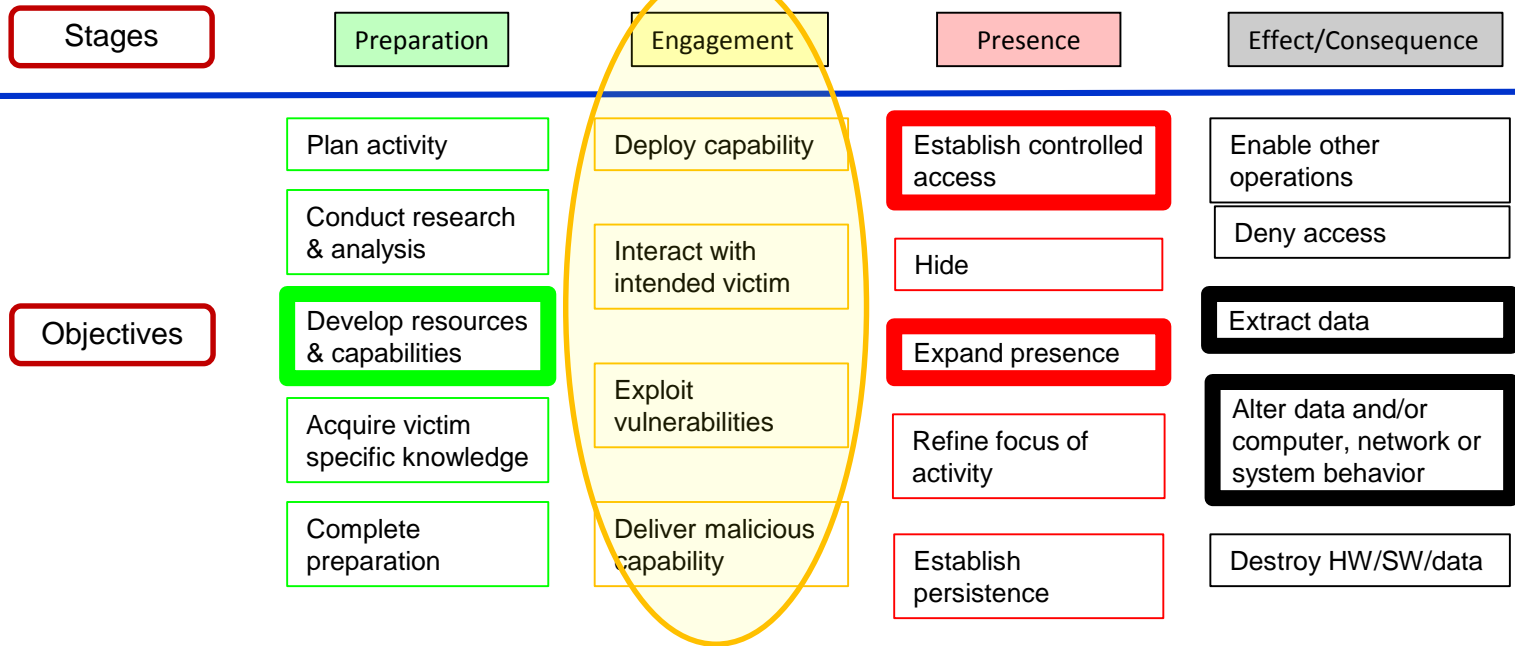 Stages
Preparation
Engagement
Presence
Effect/Consequence
Objectives
Plan activity
Conduct research
& analysis
Develop resources
& capabilities
Acquire victim
specific knowledge
Complete
preparation
Deploy capability
Interact with
intended victim
Exploit
vulnerabilities
Deliver malicious
capability
Establish controlled
access
Hide
Expand presence
Refine focus of
activity
Establish
persistence
Enable other
operations
Deny access
Extract data
Alter data and/or
computer, network or
system behavior
Destroy HW/SW/data